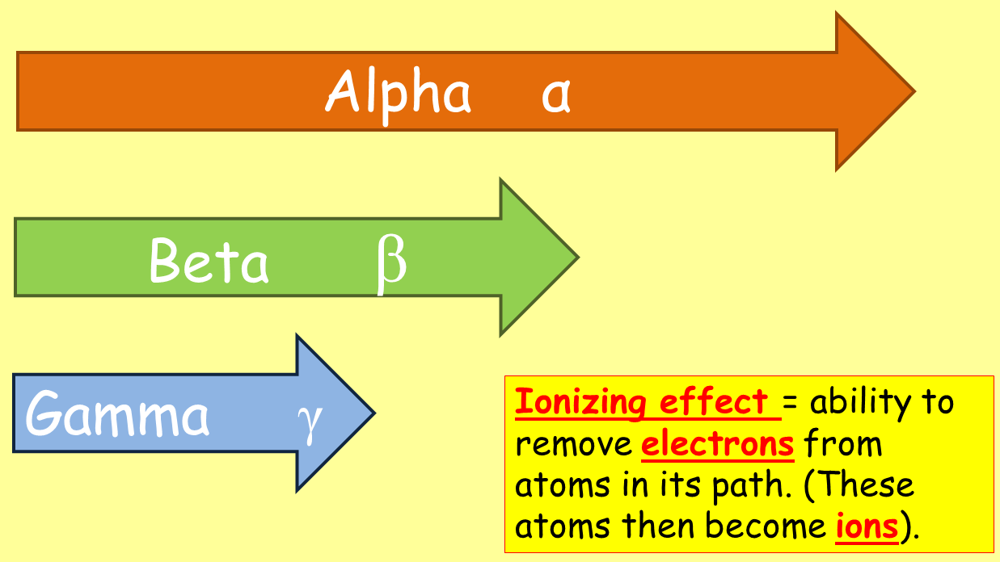 Alpha α
Beta β
Gamma γ
Ionizing effect = ability to
remove electrons from
atoms in its path. (These
atoms then become ions).